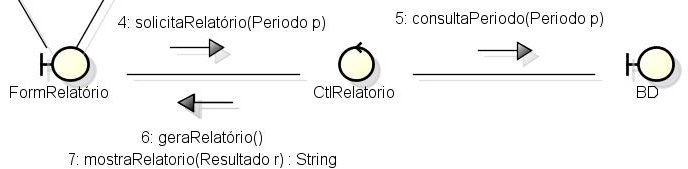 4: solicitaRelatório(Periodo p)
5: consultaPeriodo(Periodo p)
FormRelatório
CtlRelatorio
BD
6: geraRelatório()
7: mostraRelatorio(Resultado r) : String